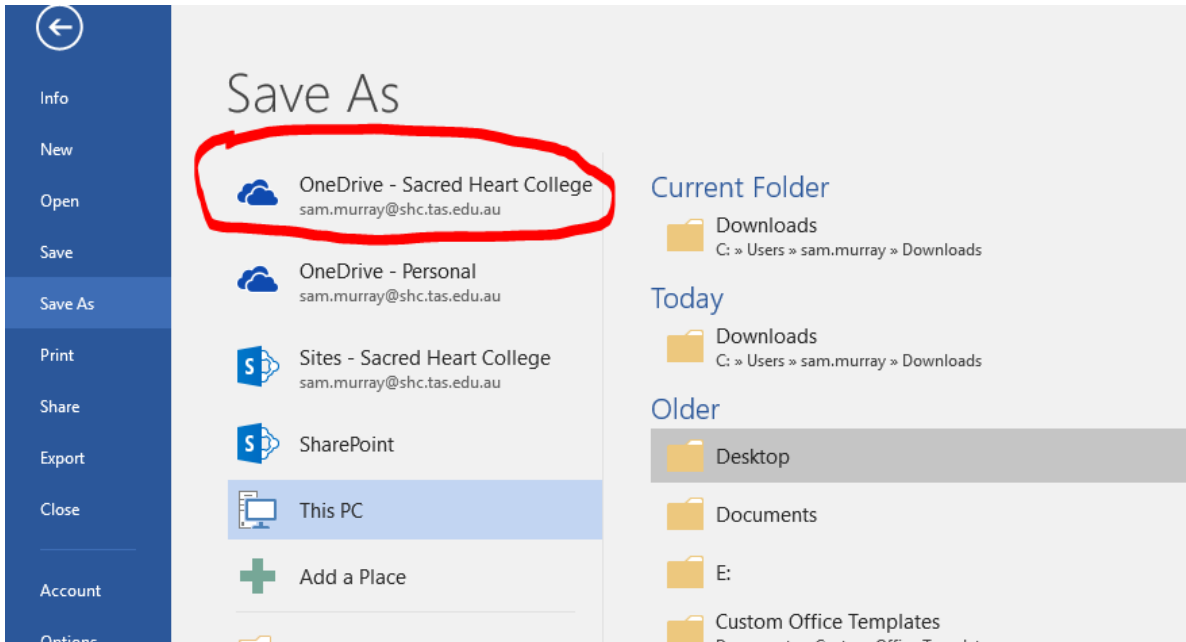 Info
New
Open
Save
Save As
Print
Share
Export
Close
Account
Options
Save As
OneDrive - Sacred Heart College
sam.murray@shc.tas.edu.au
OneDrive - Personal
sam.murray@shc.tas.edu.au
Sites - Sacred Heart College
sam.murray@shc.tas.edu.au
SharePoint
This PC
Add a Place
Current Folder
Downloads
C: » Users » sam.murray » Downloads
Today
Downloads
C: » Users » sam.murray » Downloads
Older
Desktop
Documents
E:
Custom Office Templates